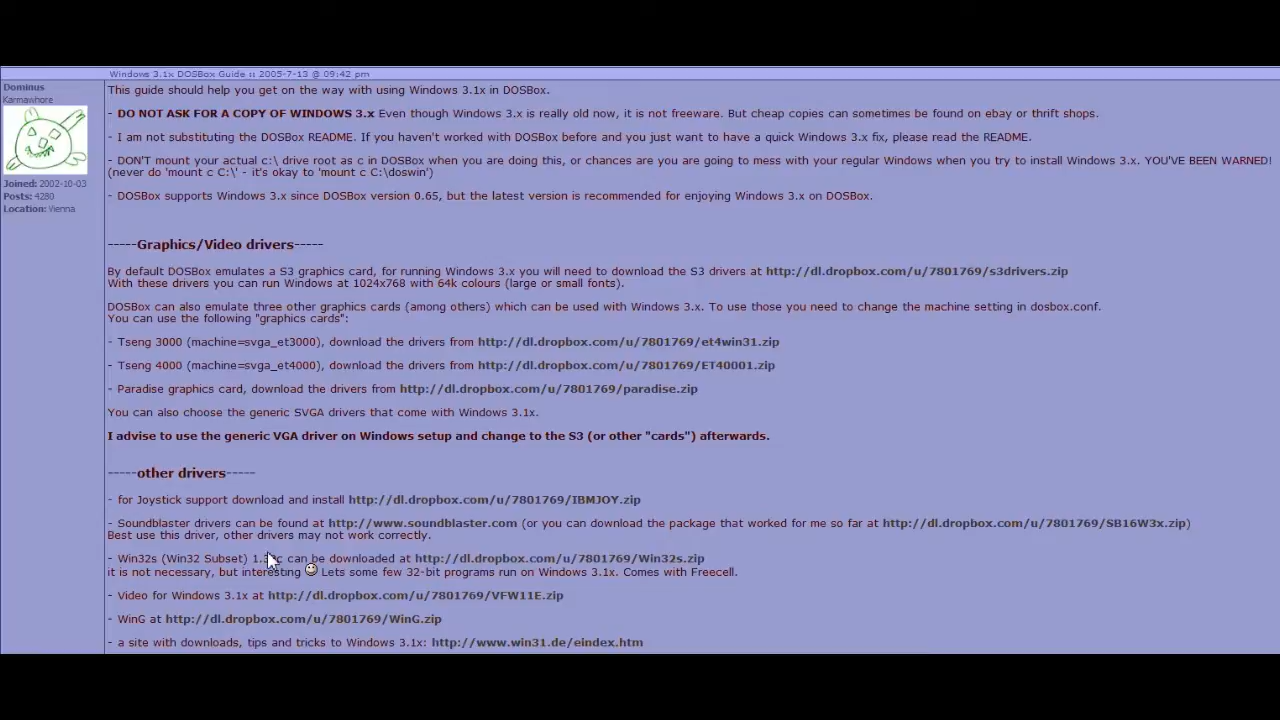 Windows 3.1x DOSBox Guide :: 2005-7-13 @ 09:42 pm
Dominus
Karmawhore
Joined: 2002-10-03
Posts: 4280
Location: Vienna
This guide should help you get on the way with using Windows 3.1x in DOSBox.
- DO NOT ASK FOR A COPY OF WINDOWS 3.x Even though Windows 3.x is really old now, it is not freeware. But cheap copies can sometimes be found on ebay or thrift shops.
- I am not substituting the DOSBox README. If you haven't worked with DOSBox before and you just want to have a quick Windows 3.x fix, please read the README.
- DON'T mount your actual c:\ drive root as c in DOSBox when you are doing this, or chances are you are going to mess with your regular Windows when you try to install Windows 3.x. YOU'VE BEEN WARNED!
(never do 'mount c C:\' - it's okay to 'mount c C:\doswin')
- DOSBox supports Windows 3.x since DOSBox version 0.65, but the latest version is recommended for enjoying Windows 3.x on DOSBox.
-----Graphics/Video drivers-----
By default DOSBox emulates a S3 graphics card, for running Windows 3.x you will need to download the S3 drivers at http://dl.dropbox.com/u/7801769/s3drivers.zip
With these drivers you can run Windows at 1024x768 with 64k colours (large or small fonts).
DOSBox can also emulate three other graphics cards (among others) which can be used with Windows 3.x. To use those you need to change the machine setting in dosbox.conf.
You can use the following "graphics cards":
- Tseng 3000 (machine=svga_et3000), download the drivers from http://dl.dropbox.com/u/7801769/et4win31.zip
- Tseng 4000 (machine=svga_et4000), download the drivers from http://dl.dropbox.com/u/7801769/ET40001.zip
- Paradise graphics card, download the drivers from http://dl.dropbox.com/u/7801769/paradise.zip
You can also choose the generic SVGA drivers that come with Windows 3.1x.
I advise to use the generic VGA driver on Windows setup and change to the S3 (or other "cards") afterwards.
-----other drivers-----
- for Joystick support download and install http://dl.dropbox.com/u/7801769/IBMJOY.zip
- Soundblaster drivers can be found at http://www.soundblaster.com (or you can download the package that worked for me so far at http://dl.dropbox.com/u/7801769/SB16W3x.zip)
Best use this driver, other drivers may not work correctly.
- Win32s (Win32 Subset) can be downloaded at http://dl.dropbox.com/u/7801769/Win32s.zip
it is not necessary, but interesting Lets some few 32-bit programs run on Windows 3.1x. Comes with Freecell.
- Video for Windows 3.1x at http://dl.dropbox.com/u/7801769/VFW11E.zip
- WinG at http://dl.dropbox.com/u/7801769/WinG.zip
- a site with downloads, tips and tricks to Windows 3.1x: http://www.win31.de/eindex.htm